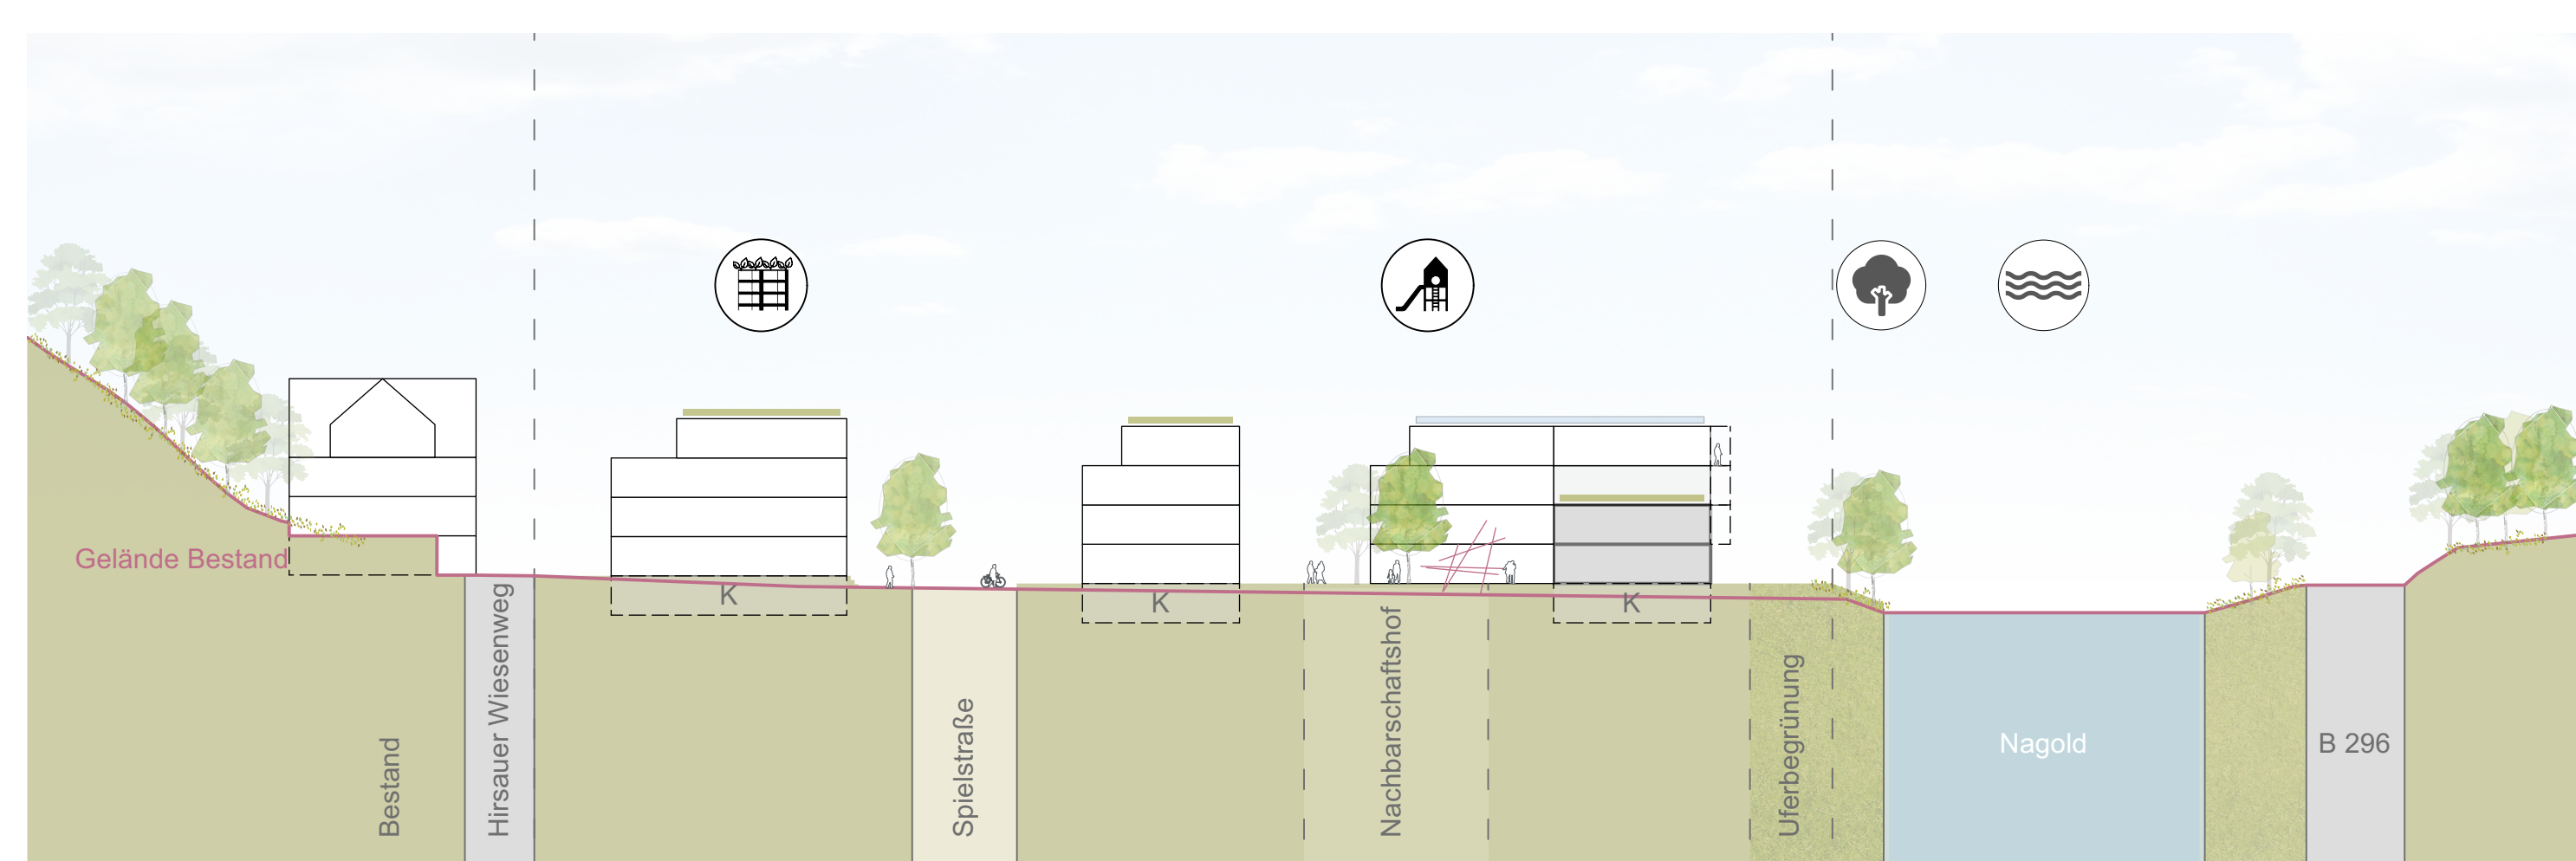 Gelände Bestand
Bestand
Hirsauer Wiesenweg
K
Spielstraße
K
Nachbarschaftshof
K
Uferbegrünung
Nagold
B 296